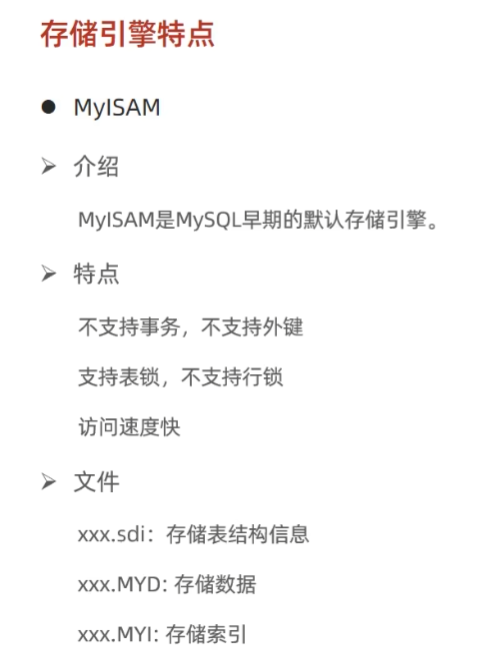 存储引擎特点
● MyISAM
➢ 介绍
MyISAM是MySQL早期的默认存储引擎。
➢ 特点
不支持事务，不支持外键
支持表锁，不支持行锁
访问速度快
➢ 文件
xxx.sdi：存储表结构信息
xxx.MYD: 存储数据
xxx.MYI: 存储索引